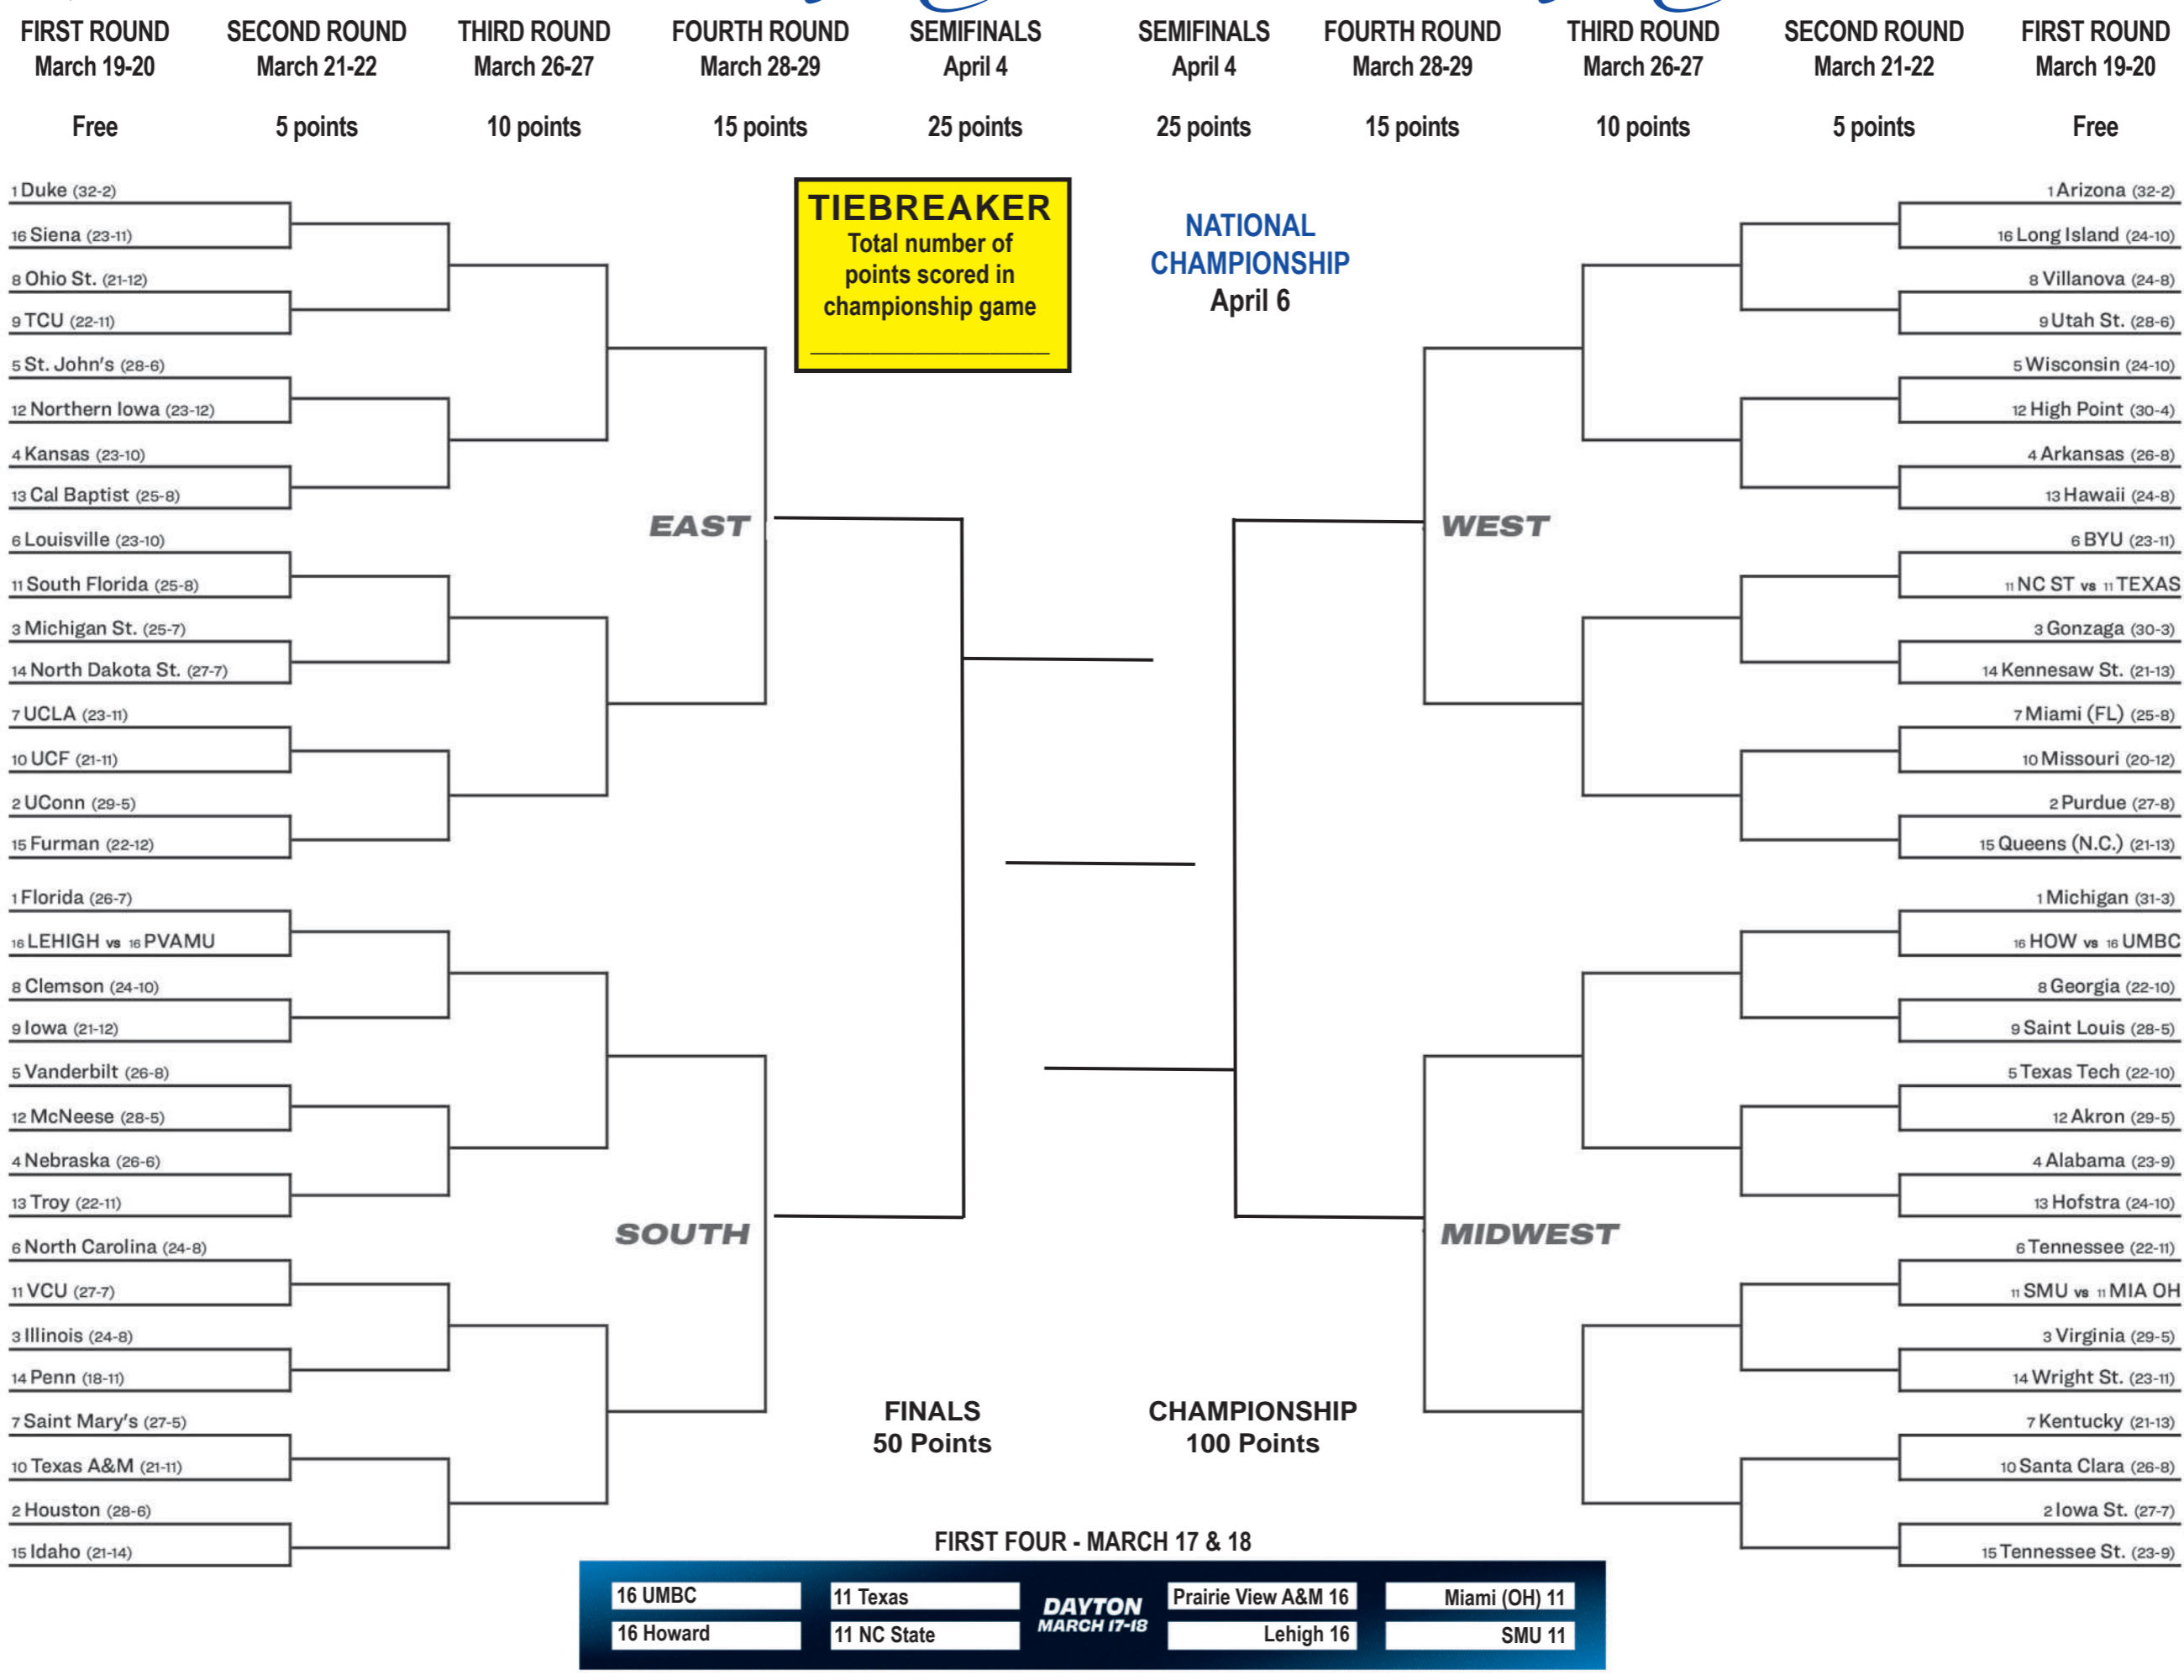 FIRST ROUND SECOND ROUND THIRD ROUND FOURTH ROUND SEMIFINALS SEMIFINALS FOURTH ROUND THIRD ROUND SECOND ROUND FIRST ROUND
March 19-20 March 21-22 March 26-27 March 28-29 April 4 April 4 March 28-29 March 26-27 March 21-22 March 19-20
Free 5 points 10 points 15 points 25 points 25 points 15 points 10 points 5 points Free
TIEBREAKER
Total number of
points scored in
championship game
NATIONAL
CHAMPIONSHIP
April 6
1 Duke (32-2)
16 Siena (23-11)
8 Ohio St. (21-12)
9 TCU (22-11)
5 St. John's (28-6)
12 Northern Iowa (23-12)
4 Kansas (23-10)
13 Cal Baptist (25-8)
EAST
6 Louisville (23-10)
11 South Florida (25-8)
3 Michigan St. (25-7)
14 North Dakota St. (27-7)
7 UCLA (23-11)
10 UCF (21-11)
2 UConn (29-5)
15 Furman (22-12)
1 Florida (26-7)
16 LEHIGH vs 16 PVAMU
8 Clemson (24-10)
9 Iowa (21-12)
5 Vanderbilt (26-8)
12 McNeese (28-5)
4 Nebraska (26-6)
13 Troy (22-11)
SOUTH
6 North Carolina (24-8)
11 VCU (27-7)
3 Illinois (24-8)
14 Penn (18-11)
7 Saint Mary's (27-5)
10 Texas A&M (21-11)
2 Houston (28-6)
15 Idaho (21-14)
1 Arizona (32-2)
16 Long Island (24-10)
8 Villanova (24-8)
9 Utah St. (28-6)
5 Wisconsin (24-10)
12 High Point (30-4)
4 Arkansas (26-8)
13 Hawaii (24-8)
WEST
6 BYU (23-11)
11 NC ST vs 11 TEXAS
3 Gonzaga (30-3)
14 Kennesaw St. (21-13)
7 Miami (FL) (25-8)
10 Missouri (20-12)
2 Purdue (27-8)
15 Queens (N.C.) (21-13)
1 Michigan (31-3)
16 HOW vs 16 UMBC
8 Georgia (22-10)
9 Saint Louis (28-5)
5 Texas Tech (22-10)
12 Akron (29-5)
4 Alabama (23-9)
13 Hofstra (24-10)
MIDWEST
6 Tennessee (22-11)
11 SMU vs 11 MIA OH
3 Virginia (29-5)
14 Wright St. (23-11)
7 Kentucky (21-13)
10 Santa Clara (26-8)
2 Iowa St. (27-7)
15 Tennessee St. (23-9)
FINALS
50 Points
CHAMPIONSHIP
100 Points
FIRST FOUR - MARCH 17 & 18
16 UMBC
16 Howard
11 Texas
11 NC State
DAYTON
MARCH 17-18
Prairie View A&M 16
Lehigh 16
Miami (OH) 11
SMU 11